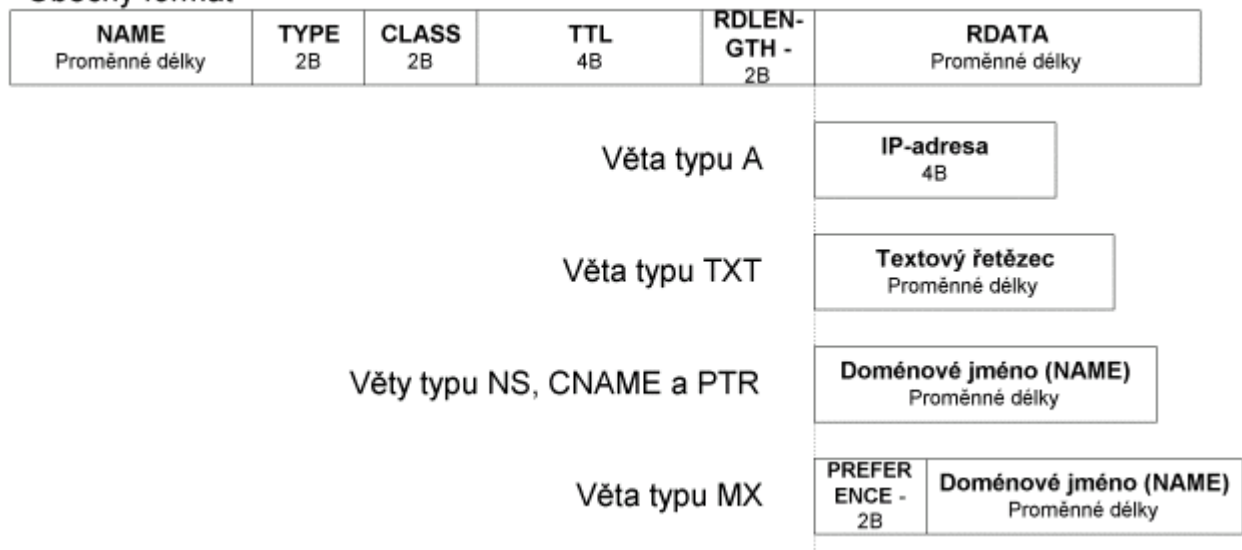 NAME
Proměnné délky
TYPE
2B
CLASS
2B
TTL
4B
RDLEN-
GTH -
2B
RDATA
Proměnné délky
Věta typu A
IP-adresa
4B
Věta typu TXT
Textový řetězec
Proměnné délky
Věty typu NS, CNAME a PTR
Doménové jméno (NAME)
Proměnné délky
Věta typu MX
PREFER
ENCE -
2B
Doménové jméno (NAME)
Proměnné délky